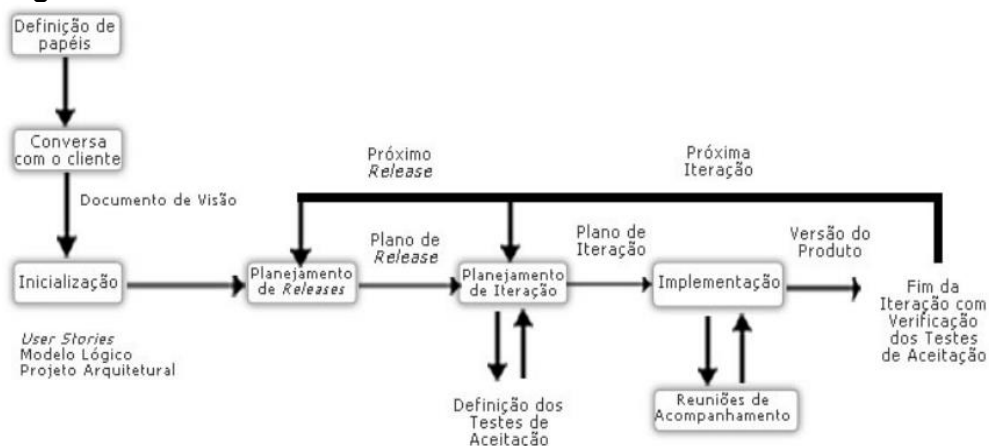 Definição de
papéis
Conversa
com o cliente
Documento de Visão
Próximo
Release
Próxima
Iteração
Inicialização
User Stories
Modelo Lógico
Projeto Arquitetural
Planejamento
de Releases
Plano de
Release
Planejamento
de Iteração
Definição dos
Testes de
Aceitação
Plano de
Iteração
Implementação
Reuniões de
Acompanhamento
Versão do
Produto
Fim da
Iteração com
Verificação
dos Testes
de Aceitação